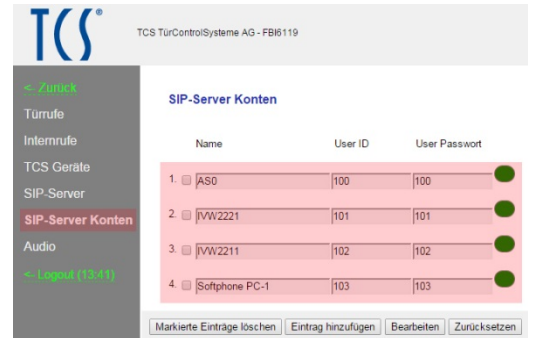 TCS
TCS TürControlSysteme AG - FBI6119
<- Zurück
Türrufe
Internrufe
TCS Geräte
SIP-Server
SIP-Server Konten
Audio
<- Logout (13:41)
SIP-Server Konten
Name User ID User Passwort
1. AS0 100 100
2. IVW2221 101 101
3. IVW2211 102 102
4. Softphone PC-1 103 103
Markierte Einträge löschen Eintrag hinzufügen Bearbeiten Zurücksetzen